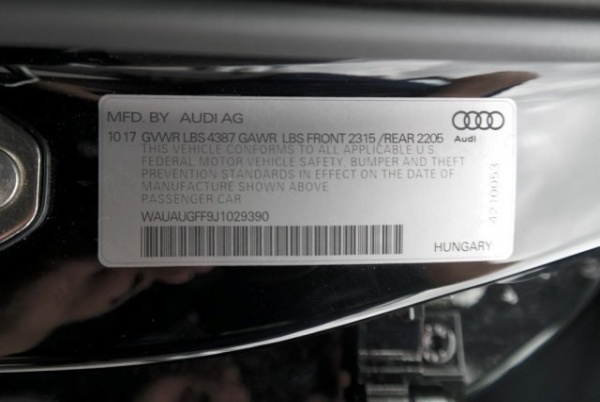 MFD. BY AUDI AG
10 17 GVWR LBS 4387 GAWR LBS FRONT 2315 /REAR 2205
Audi
THIS VEHICLE CONFORMS TO ALL APPLICABLE U.S
FEDERAL MOTOR VEHICLE SAFETY, BUMPER AND THEFT
PREVENTION STANDARDS IN EFFECT ON THE DATE
OF MANUFACTURE SHOWN ABOVE
PASSENGER CAR
4210053
WAUAUGFF9J1029390
HUNGARY